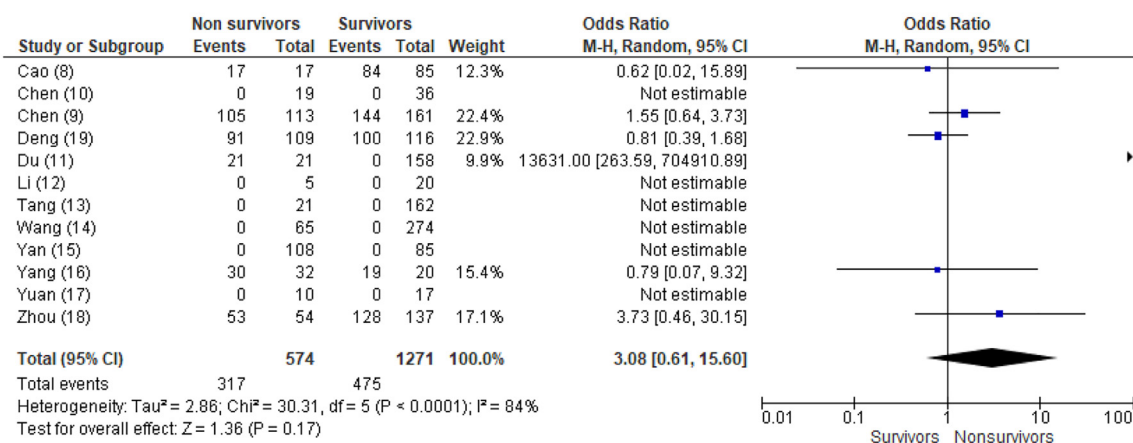 Non survivors Survivors Odds Ratio Odds Ratio
Study or Subgroup Events Total Events Total Weight M-H, Random, 95% CI M-H, Random, 95% CI
Cao (8) 17 17 84 85 12.3% 0.62 [0.02, 15.89]
Chen (10) 0 19 0 36 Not estimable
Chen (9) 105 113 144 161 22.4% 1.55 [0.64, 3.73]
Deng (19) 91 109 100 116 22.9% 0.81 [0.39, 1.68]
Du (11) 21 21 0 158 9.9% 13631.00 [263.59, 704910.89]
Li (12) 0 5 0 20 Not estimable
Tang (13) 0 21 0 162 Not estimable
Wang (14) 0 65 0 274 Not estimable
Yan (15) 0 108 0 85 Not estimable
Yang (16) 30 32 19 20 15.4% 0.79 [0.07, 9.32]
Yuan (17) 0 10 0 17 Not estimable
Zhou (18) 53 54 128 137 17.1% 3.73 [0.46, 30.15]
Total (95% CI) 574 1271 100.0% 3.08 [0.61, 15.60]
Total events 317 475
Heterogeneity: Tau² = 2.86; Chi² = 30.31, df = 5 (P < 0.0001); I² = 84%
Test for overall effect: Z = 1.36 (P = 0.17)
0.01 0.1 1 10 100
Survivors Nonsurvivors